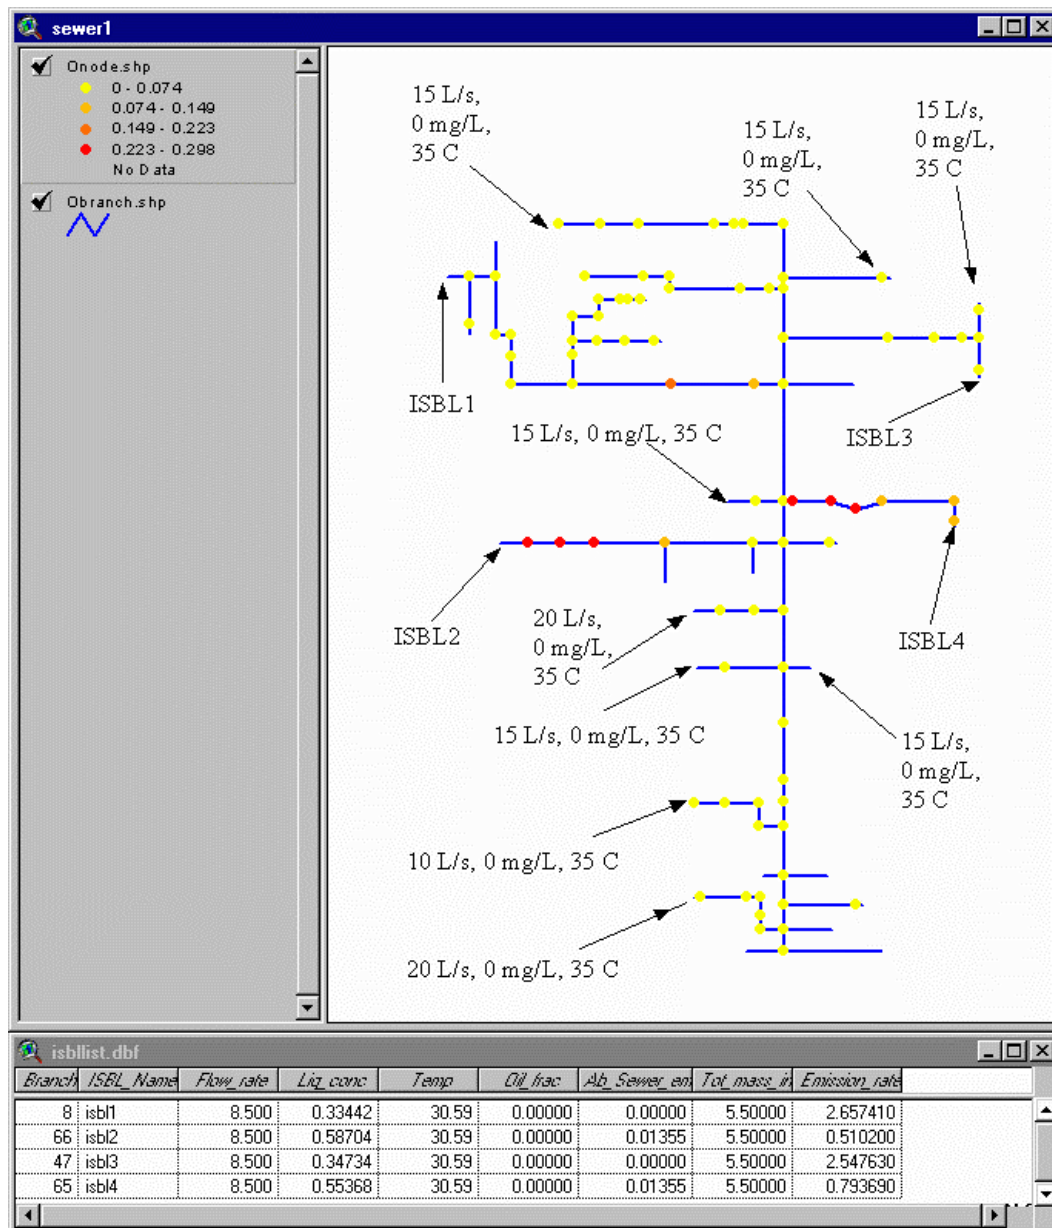 sewer1
Onode.shp
0 - 0.074
0.074 - 0.149
0.149 - 0.223
0.223 - 0.298
No Data
Obranch.shp
15 L/s,
0 mg/L,
35 C
15 L/s,
0 mg/L,
35 C
15 L/s,
0 mg/L,
35 C
ISBL1
ISBL3
15 L/s, 0 mg/L, 35 C
ISBL2
ISBL4
20 L/s,
0 mg/L,
35 C
15 L/s, 0 mg/L, 35 C
15 L/s,
0 mg/L,
35 C
10 L/s, 0 mg/L, 35 C
20 L/s, 0 mg/L, 35 C
isbllist.dbf
Branch ISBL_Name Flow_rate Liq_conc Temp Oil_frac Ab_Sewer_em Tot_mass_in Emission_rate
8 isbl1 8.500 0.33442 30.59 0.00000 0.00000 5.50000 2.657410
66 isbl2 8.500 0.58704 30.59 0.00000 0.01355 5.50000 0.510200
47 isbl3 8.500 0.34734 30.59 0.00000 0.00000 5.50000 2.547630
65 isbl4 8.500 0.55368 30.59 0.00000 0.01355 5.50000 0.793690